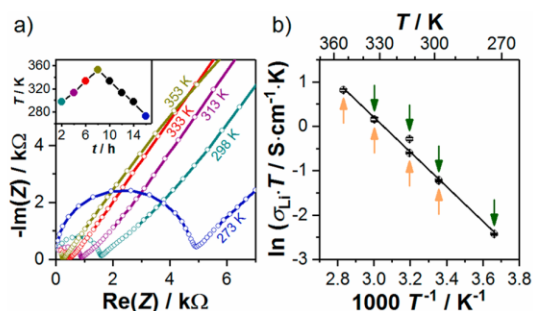 a)
T / K
360
320
280
2 6 10 14
t / h
353 K
333 K
313 K
298 K
273 K
-Im(Z) / kΩ
4
2
0
0 2 4 6
Re(Z) / kΩ
b)
T / K
360 330 300 270
ln (σLi·T / S·cm⁻¹·K)
1
0
-1
-2
-3
2.8 3.0 3.2 3.4 3.6 3.8
1000 T⁻¹ / K⁻¹